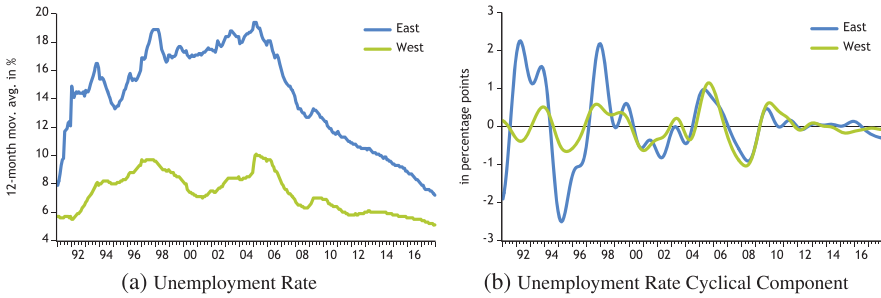 (a)
20
18
16
14
12
10
8
6
4
12-month mov. avg. in %
East
West
92 94 96 98 00 02 04 06 08 10 12 14 16
(a) Unemployment Rate
(b)
3
2
1
0
-1
-2
-3
in percentage points
East
West
92 94 96 98 00 02 04 06 08 10 12 14 16
(b) Unemployment Rate Cyclical Component